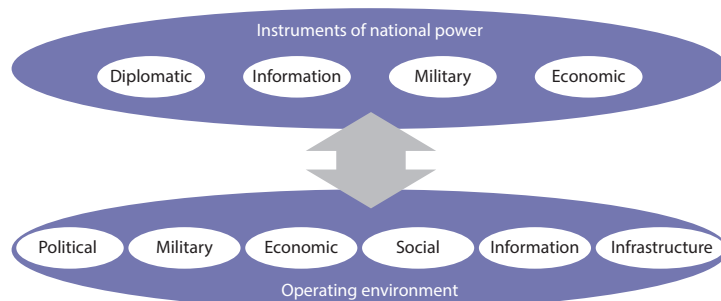 Instruments of national power
Diplomatic Information Military Economic
Political Military Economic Social Information Infrastructure
Operating environment